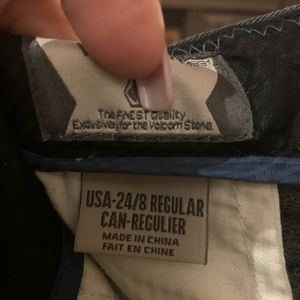 The FINEST Quality
Exclusively for the Volcom Stone.
USA-24/8 REGULAR
CAN-REGULIER
MADE IN CHINA
FAIT EN CHINE